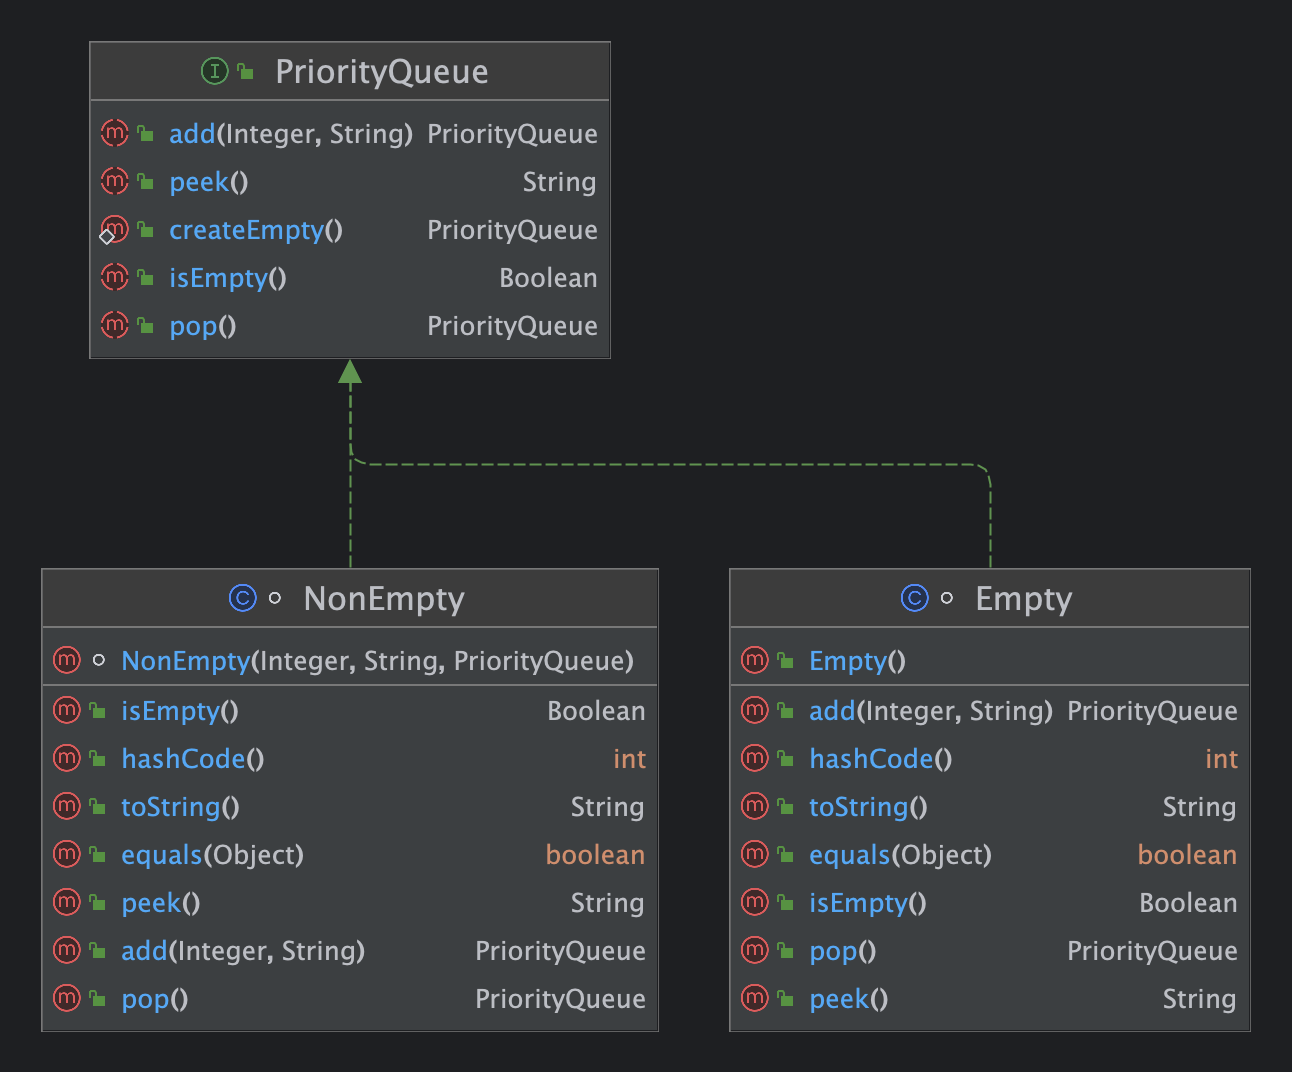 PriorityQueue
add(Integer, String) PriorityQueue
peek() String
createEmpty() PriorityQueue
isEmpty() Boolean
pop() PriorityQueue
NonEmpty
NonEmpty(Integer, String, PriorityQueue)
isEmpty() Boolean
hashCode() int
toString() String
equals(Object) boolean
peek() String
add(Integer, String) PriorityQueue
pop() PriorityQueue
Empty
Empty()
add(Integer, String) PriorityQueue
hashCode() int
toString() String
equals(Object) boolean
isEmpty() Boolean
pop() PriorityQueue
peek() String